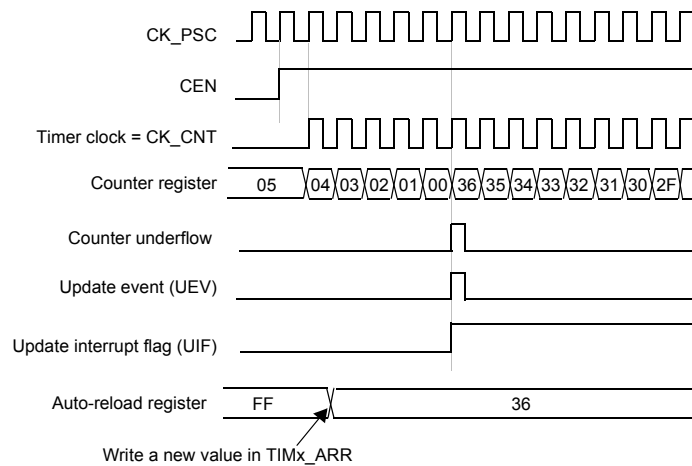 CK_PSC
CEN
Timer clock = CK_CNT
Counter register 05 04 03 02 01 00 36 35 34 33 32 31 30 2F
Counter underflow
Update event (UEV)
Update interrupt flag (UIF)
Auto-reload register FF 36
Write a new value in TIMx_ARR